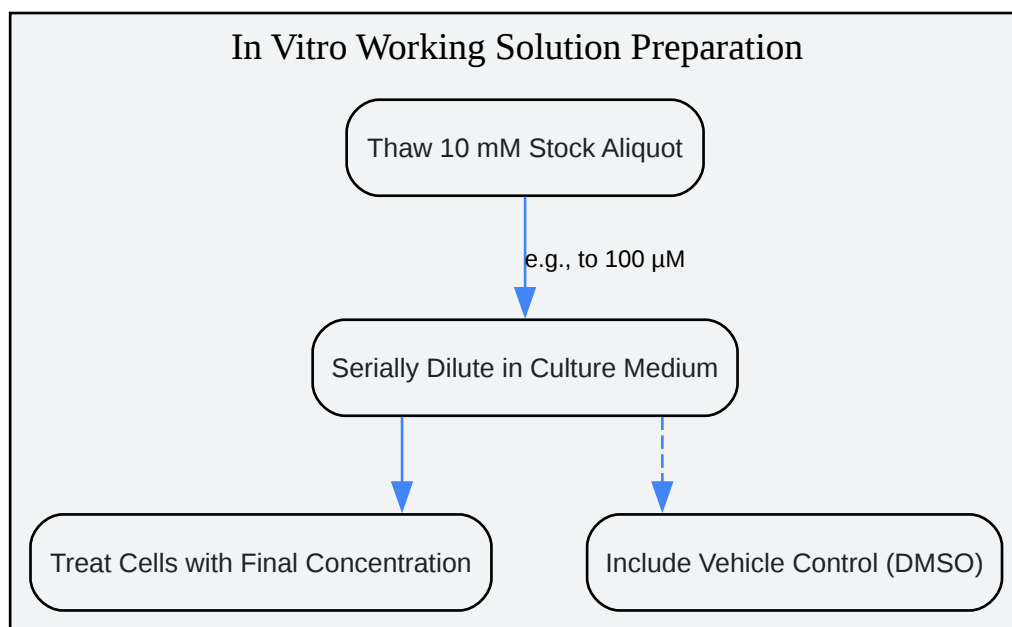 In Vitro Working Solution Preparation
Thaw 10 mM Stock Aliquot
e.g., to 100 µM
Serially Dilute in Culture Medium
Treat Cells with Final Concentration
Include Vehicle Control (DMSO)